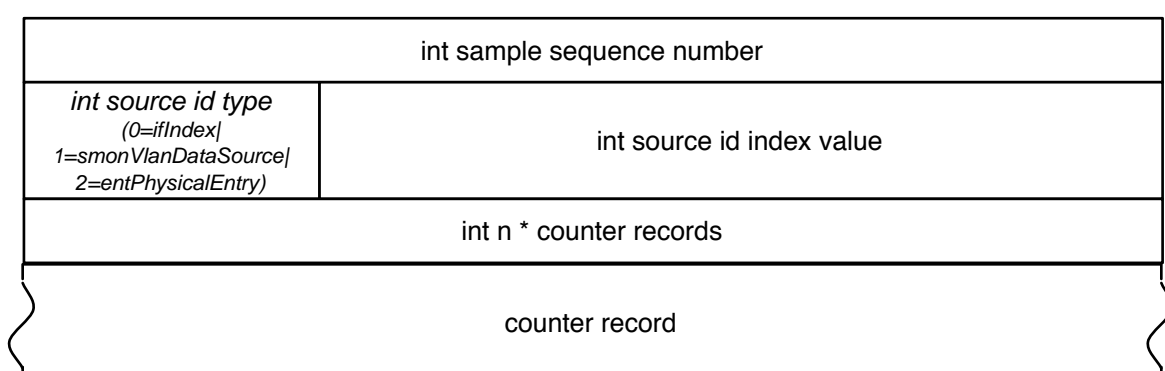 int sample sequence number
int source id type
(0=ifIndex|
1=smonVlanDataSource|
2=entPhysicalEntry)
int source id index value
int n * counter records
counter record